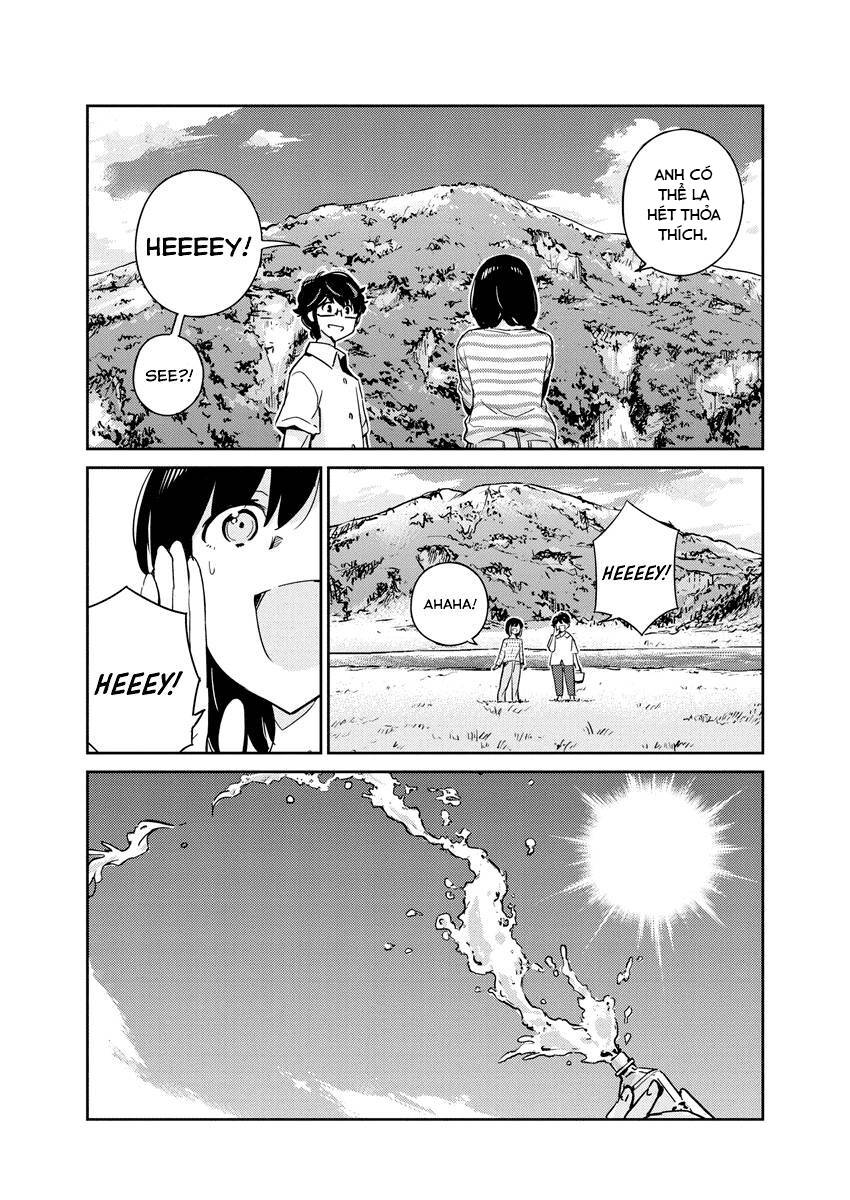 ANH CÓ
THỂ LA
HÉT THỎA
THÍCH.
HEEEEY!
SEE?!
HEEEEY!
AHAHA!
HEEEY!